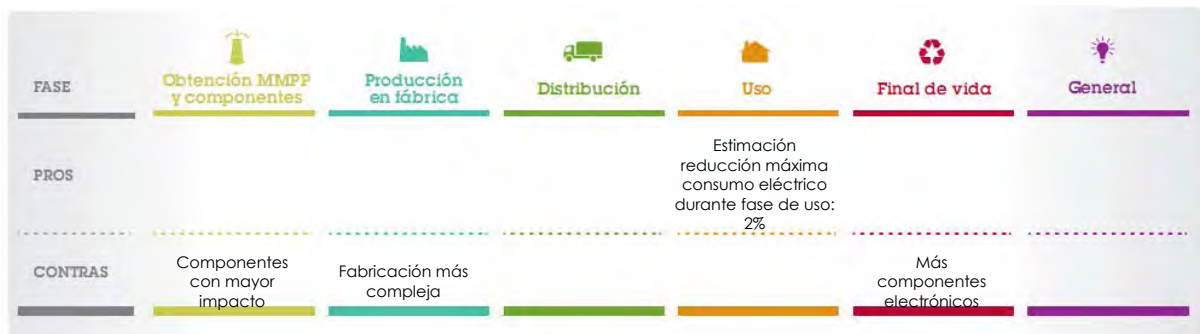 FASE
Obtención MMPP
y componentes
Producción
en fábrica
Distribución
Uso
Final de vida
General
PROS
Estimación
reducción máxima
consumo eléctrico
durante fase de uso:
2%
CONTRAS
Componentes
con mayor
impacto
Fabricación más
compleja
Más
componentes
electrónicos